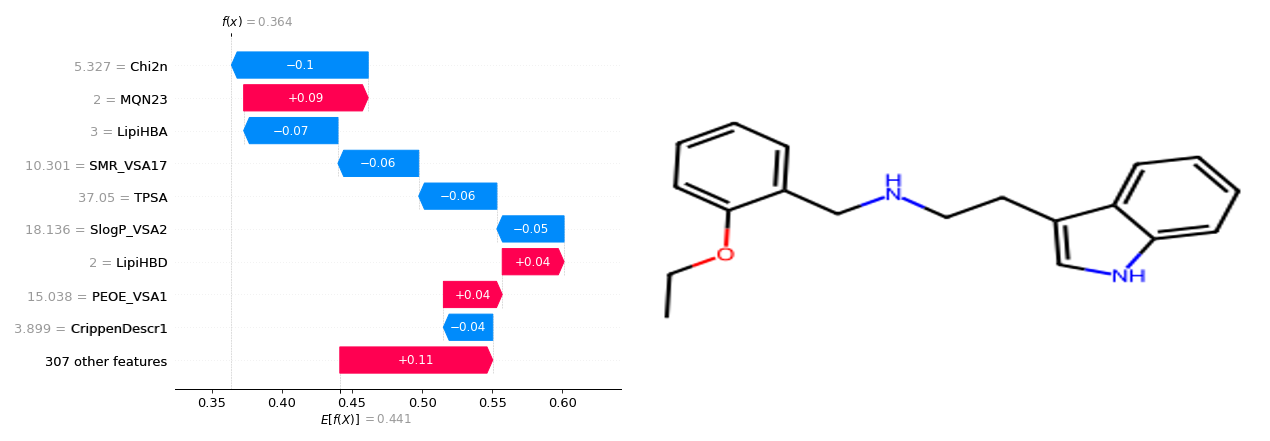 f(x) = 0.364
5.327 = Chi2n −0.1
2 = MQN23 +0.09
3 = LipiHBA −0.07
10.301 = SMR_VSA17 −0.06
37.05 = TPSA −0.06
18.136 = SlogP_VSA2 −0.05
2 = LipiHBD +0.04
15.038 = PEOE_VSA1 +0.04
3.899 = CrippenDescr1 −0.04
307 other features +0.11
0.35 0.40 0.45 0.50 0.55 0.60
E[f(X)] = 0.441
H
N
O
NH